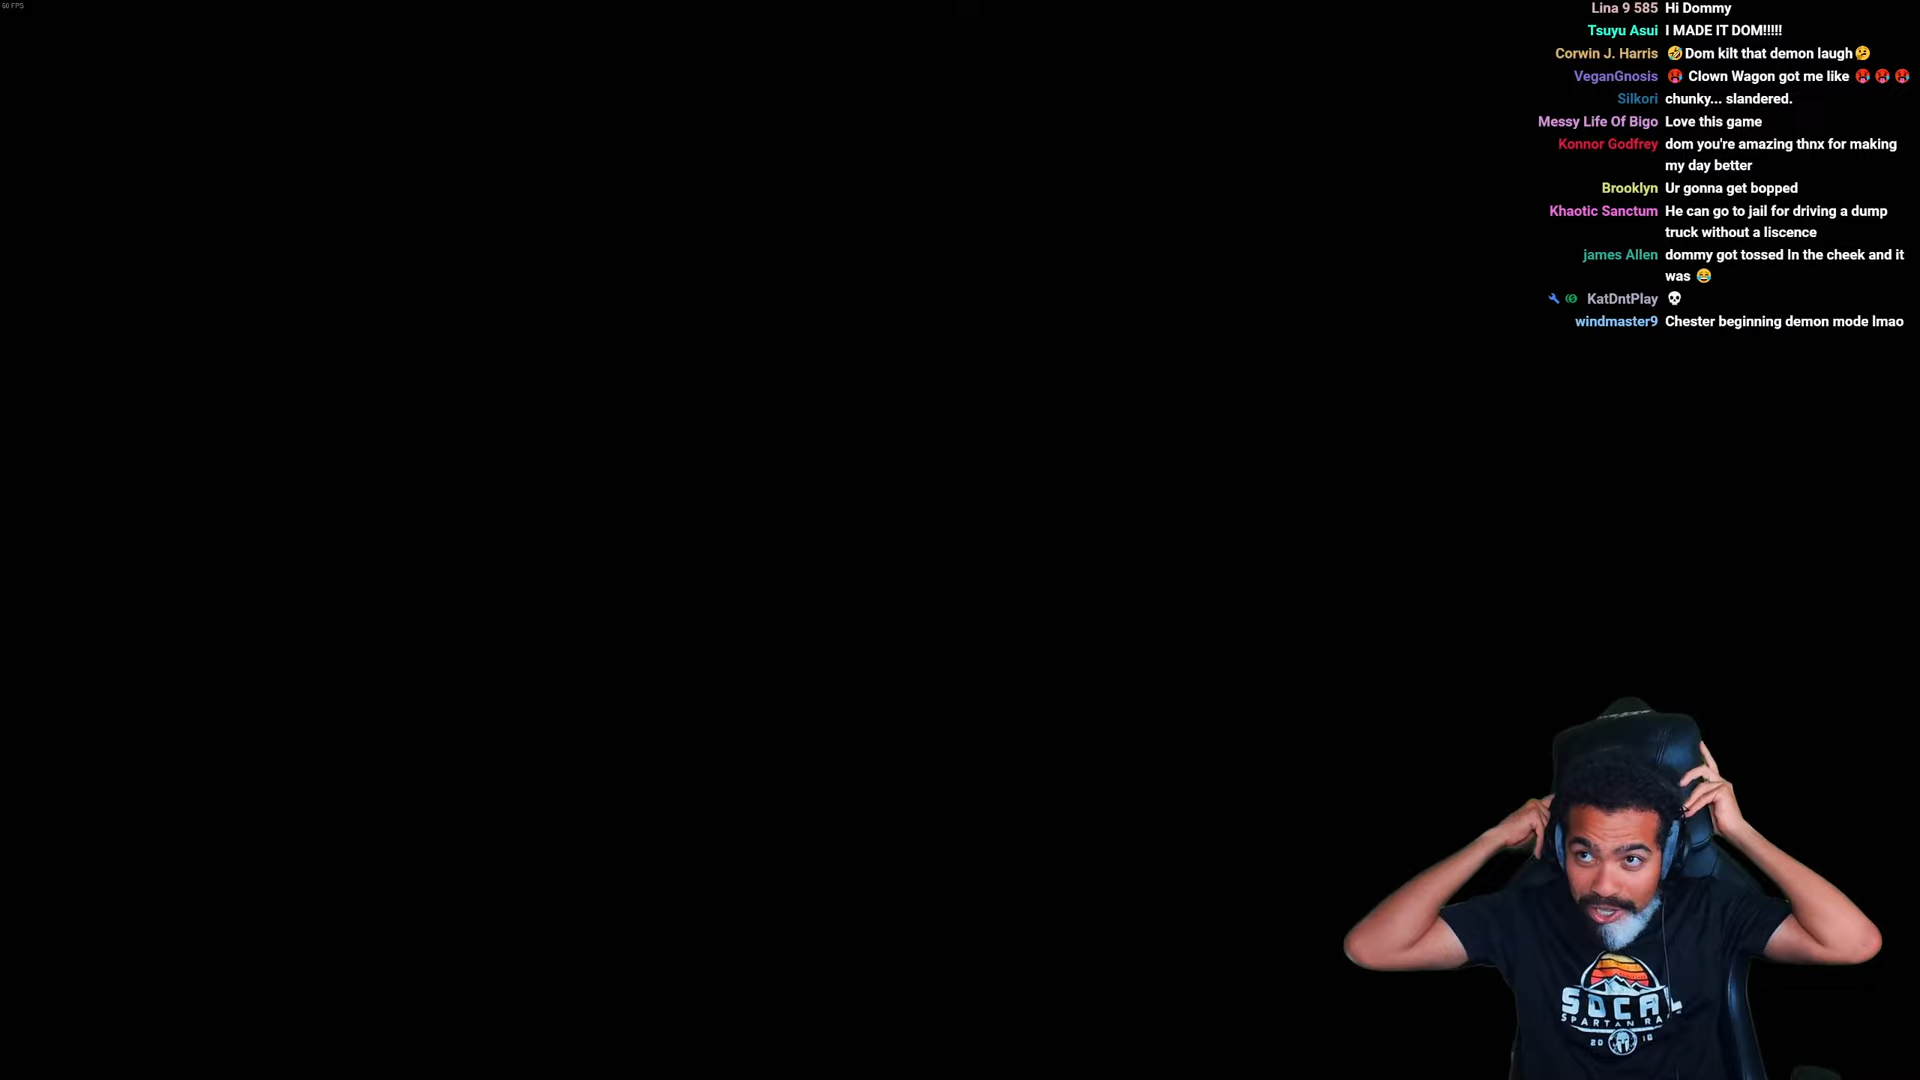 60 FPS
Lina 9 585 Hi Dommy
Tsuyu Asui I MADE IT DOM!!!!!
Corwin J. Harris 🤣Dom kilt that demon laugh🤔
VeganGnosis 🥵 Clown Wagon got me like 🥵 🥵 🥵
Silkori chunky... slandered.
Messy Life Of Bigo Love this game
Konnor Godfrey dom you're amazing thnx for making
my day better
Brooklyn Ur gonna get bopped
Khaotic Sanctum He can go to jail for driving a dump
truck without a liscence
james Allen dommy got tossed In the cheek and it
was 😂
KatDntPlay 💀
windmaster9 Chester beginning demon mode lmao
SOCAL
SPARTAN RA
20 16